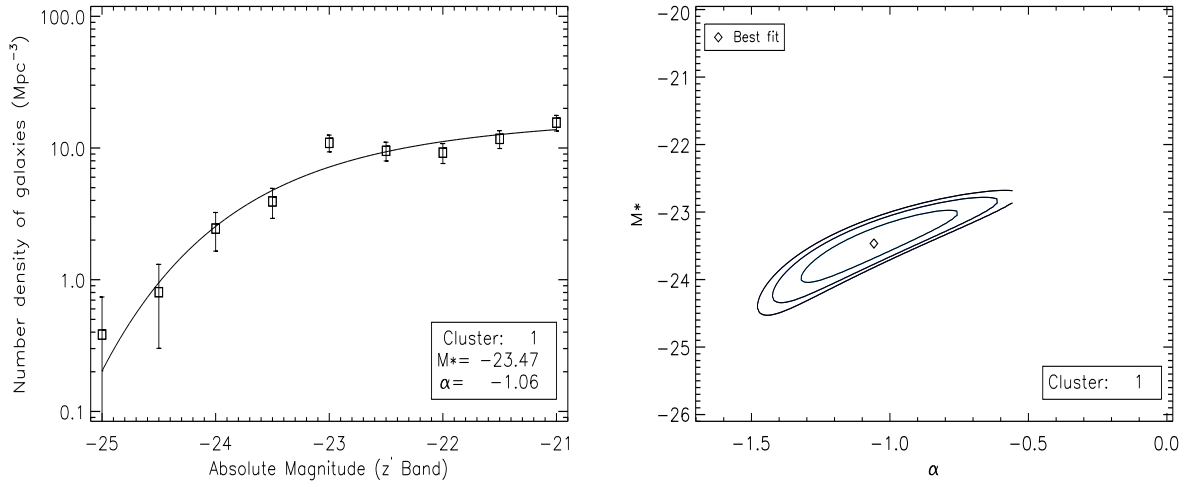 100.0
10.0
1.0
0.1
Number density of galaxies (Mpc⁻³)
−25 −24 −23 −22 −21
Absolute Magnitude (z' Band)
Cluster: 1
M*= −23.47
α= −1.06
−20
−21
−22
−23
−24
−25
−26
M*
Best fit
Cluster: 1
−1.5 −1.0 −0.5 0.0
α